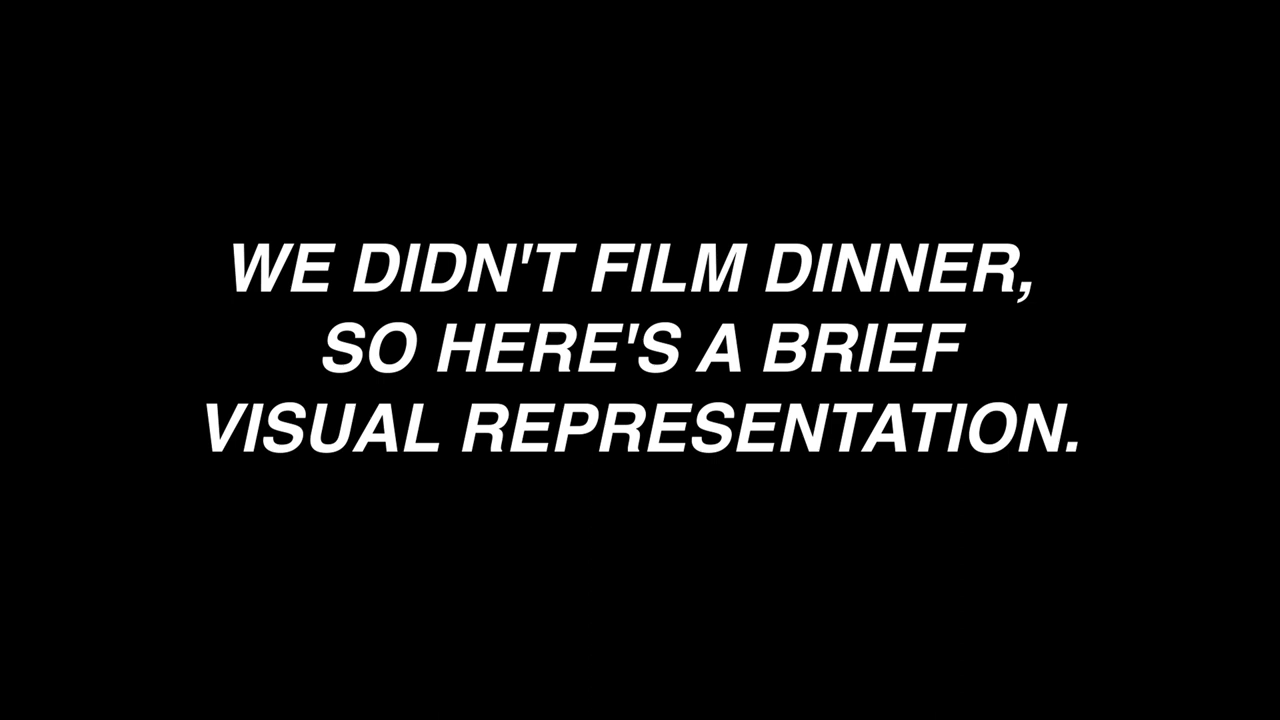 WE DIDN'T FILM DINNER,
SO HERE'S A BRIEF
VISUAL REPRESENTATION.